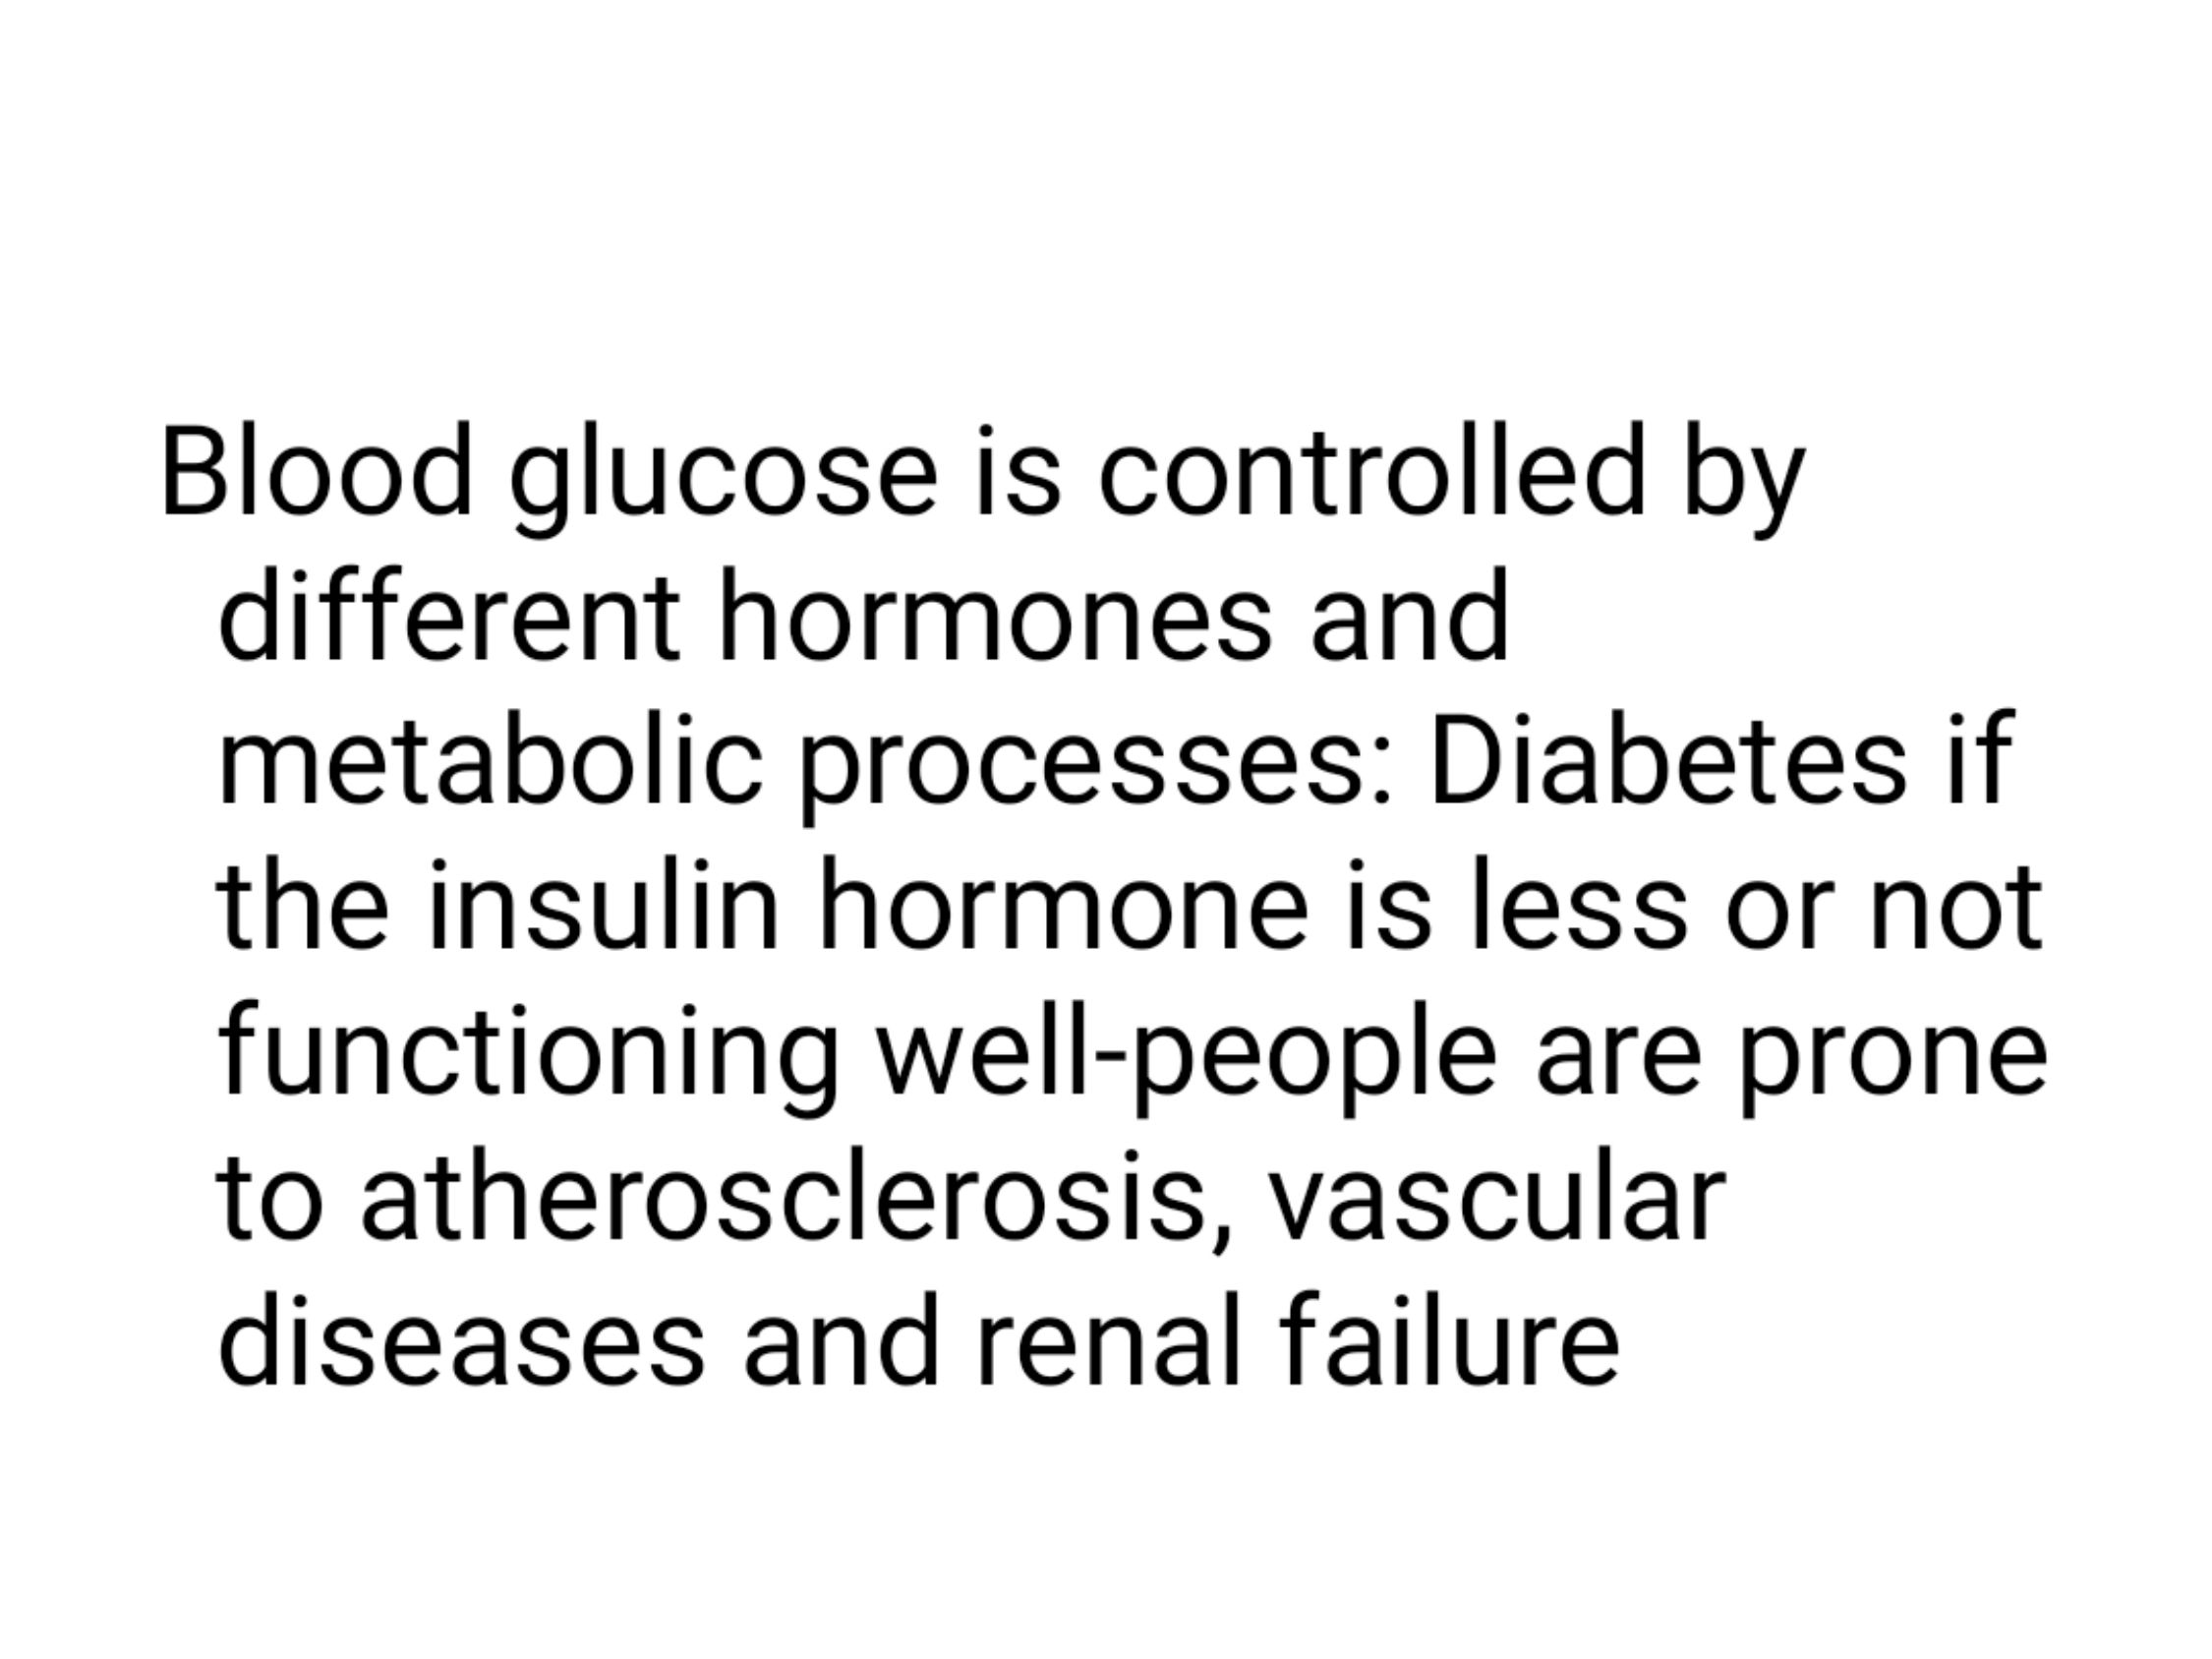 Blood glucose is controlled by
different hormones and
metabolic processes: Diabetes if
the insulin hormone is less or not
functioning well-people are prone
to atherosclerosis, vascular
diseases and renal failure